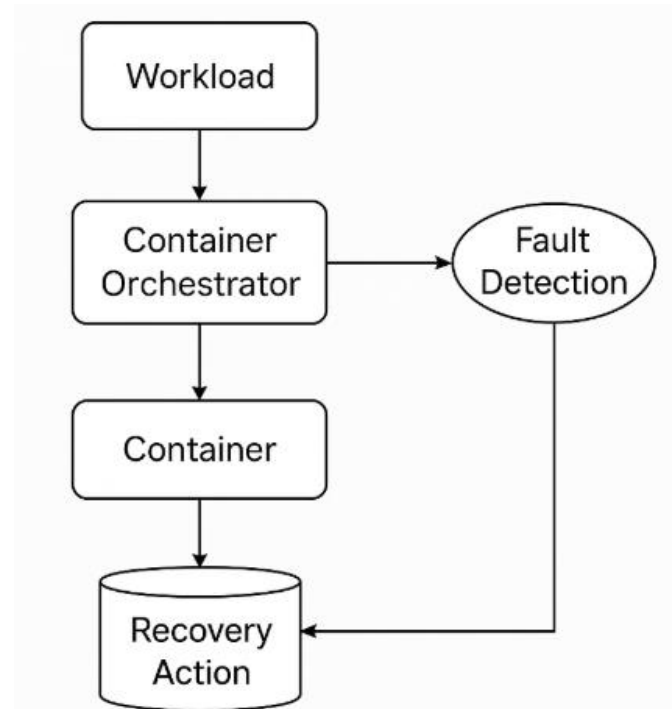 Workload
Container
Orchestrator
Fault
Detection
Container
Recovery
Action